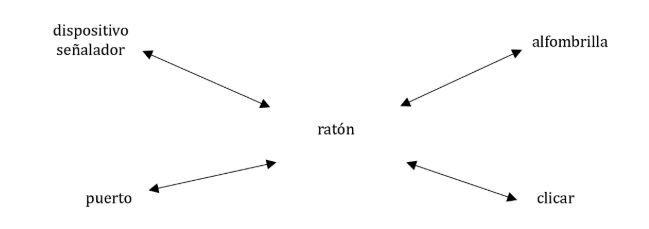 dispositivo
señalador
alfombrilla
ratón
puerto
clicar